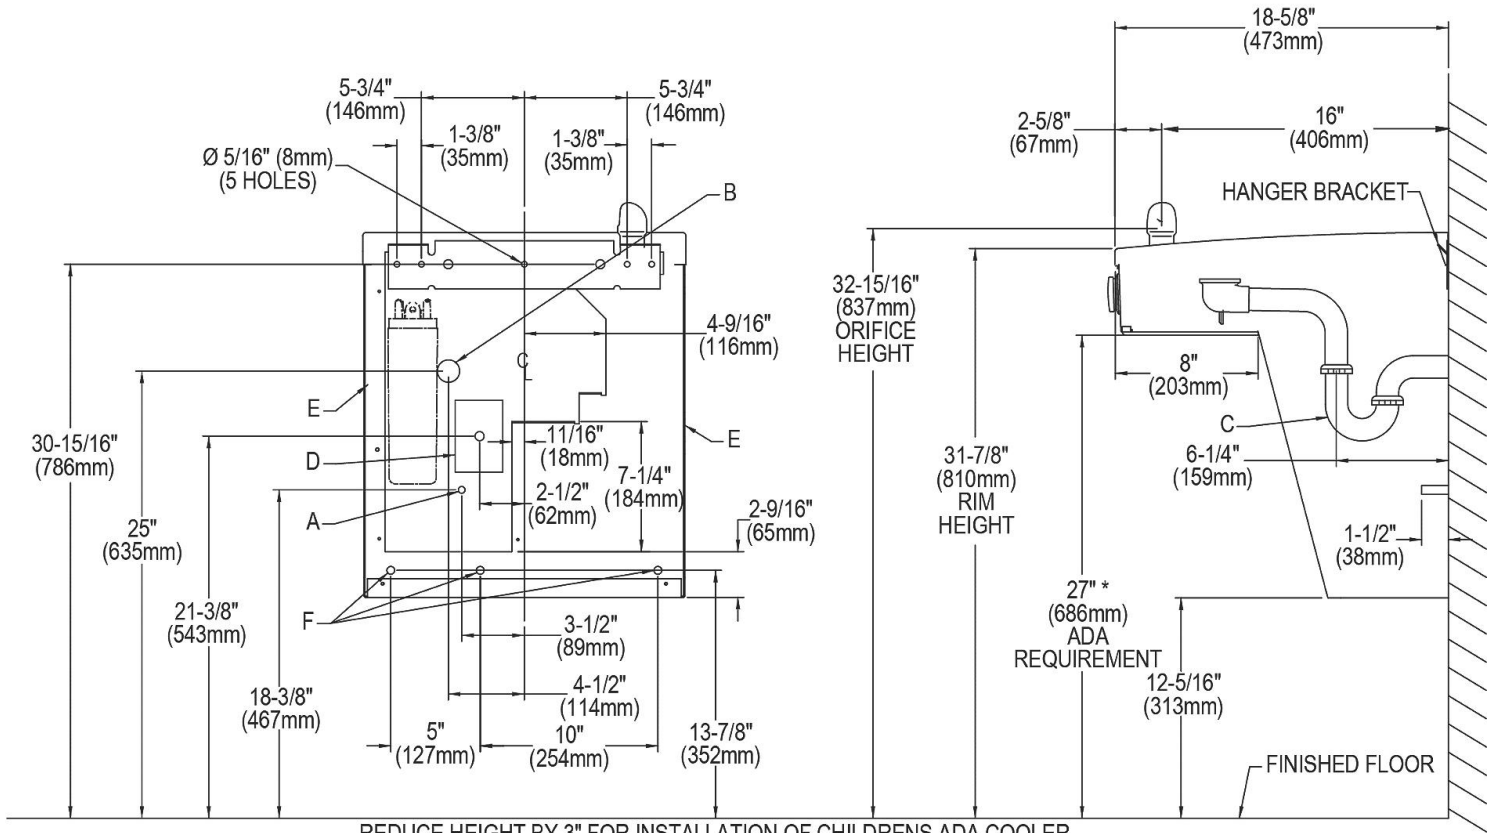 5-3/4"
(146mm)
5-3/4"
(146mm)
1-3/8"
(35mm)
1-3/8"
(35mm)
Ø 5/16" (8mm)
(5 HOLES)
B
4-9/16"
(116mm)
C
L
E
E
30-15/16"
(786mm)
D
11/16"
(18mm)
7-1/4"
(184mm)
2-1/2"
(62mm)
2-9/16"
(65mm)
A
25"
(635mm)
21-3/8"
(543mm)
F
3-1/2"
(89mm)
18-3/8"
(467mm)
4-1/2"
(114mm)
5"
(127mm)
10"
(254mm)
13-7/8"
(352mm)
18-5/8"
(473mm)
2-5/8"
(67mm)
16"
(406mm)
HANGER BRACKET
32-15/16"
(837mm)
ORIFICE
HEIGHT
8"
(203mm)
C
6-1/4"
(159mm)
31-7/8"
(810mm)
RIM
HEIGHT
1-1/2"
(38mm)
27" *
(686mm)
ADA
REQUIREMENT
12-5/16"
(313mm)
FINISHED FLOOR
REDUCE HEIGHT BY 3" FOR INSTALLATION OF CHILDRENS ADA COOLER